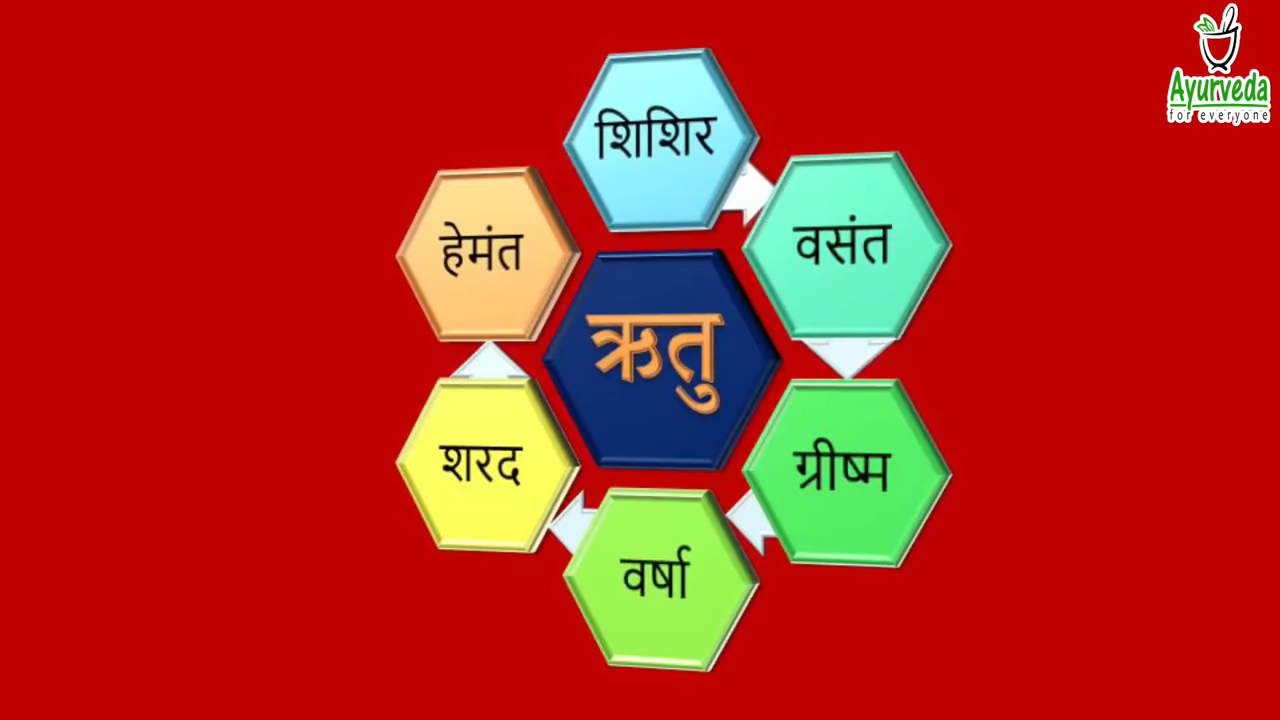 शिशिर
वसंत
ग्रीष्म
वर्षा
शरद
हेमंत
ऋतु
Ayurveda
for everyone